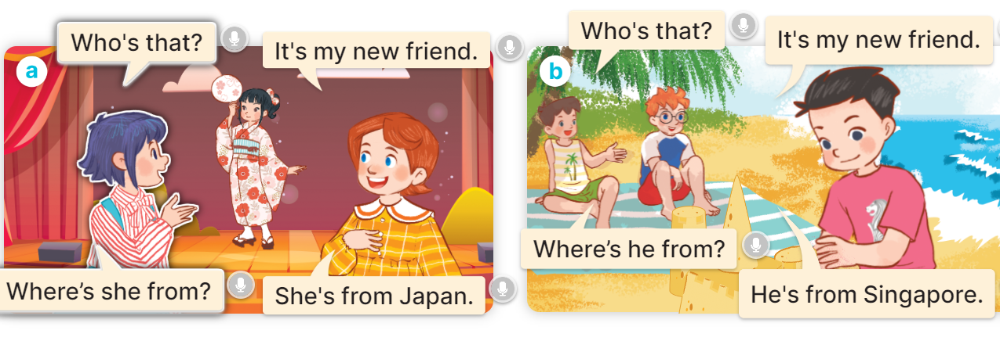 a
Who's that?
It's my new friend.
Where's she from?
She's from Japan.
b
Who's that?
It's my new friend.
Where's he from?
He's from Singapore.